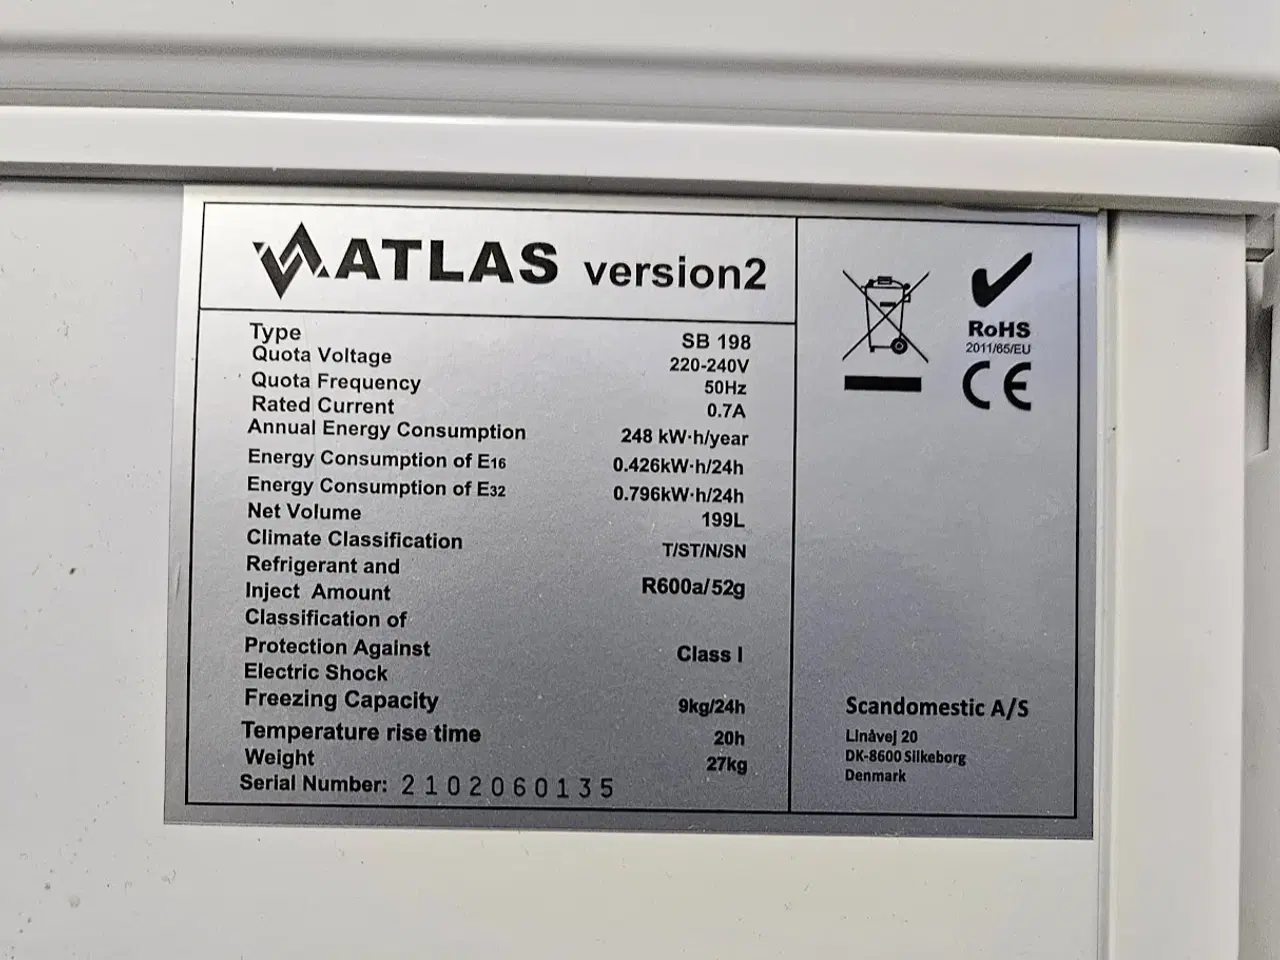 ATLAS version2
Type SB 198
Quota Voltage 220-240V
Quota Frequency 50Hz
Rated Current 0.7A
Annual Energy Consumption 248 kW·h/year
Energy Consumption of E16 0.426kW·h/24h
Energy Consumption of E32 0.796kW·h/24h
Net Volume 199L
Climate Classification T/ST/N/SN
Refrigerant and
Inject Amount R600a/52g
Classification of
Protection Against Class I
Electric Shock
Freezing Capacity 9kg/24h
Temperature rise time 20h
Weight 27kg
Serial Number: 2102060135
RoHS
2011/65/EU
CE
Scandomestic A/S
Linåvej 20
DK-8600 Silkeborg
Denmark